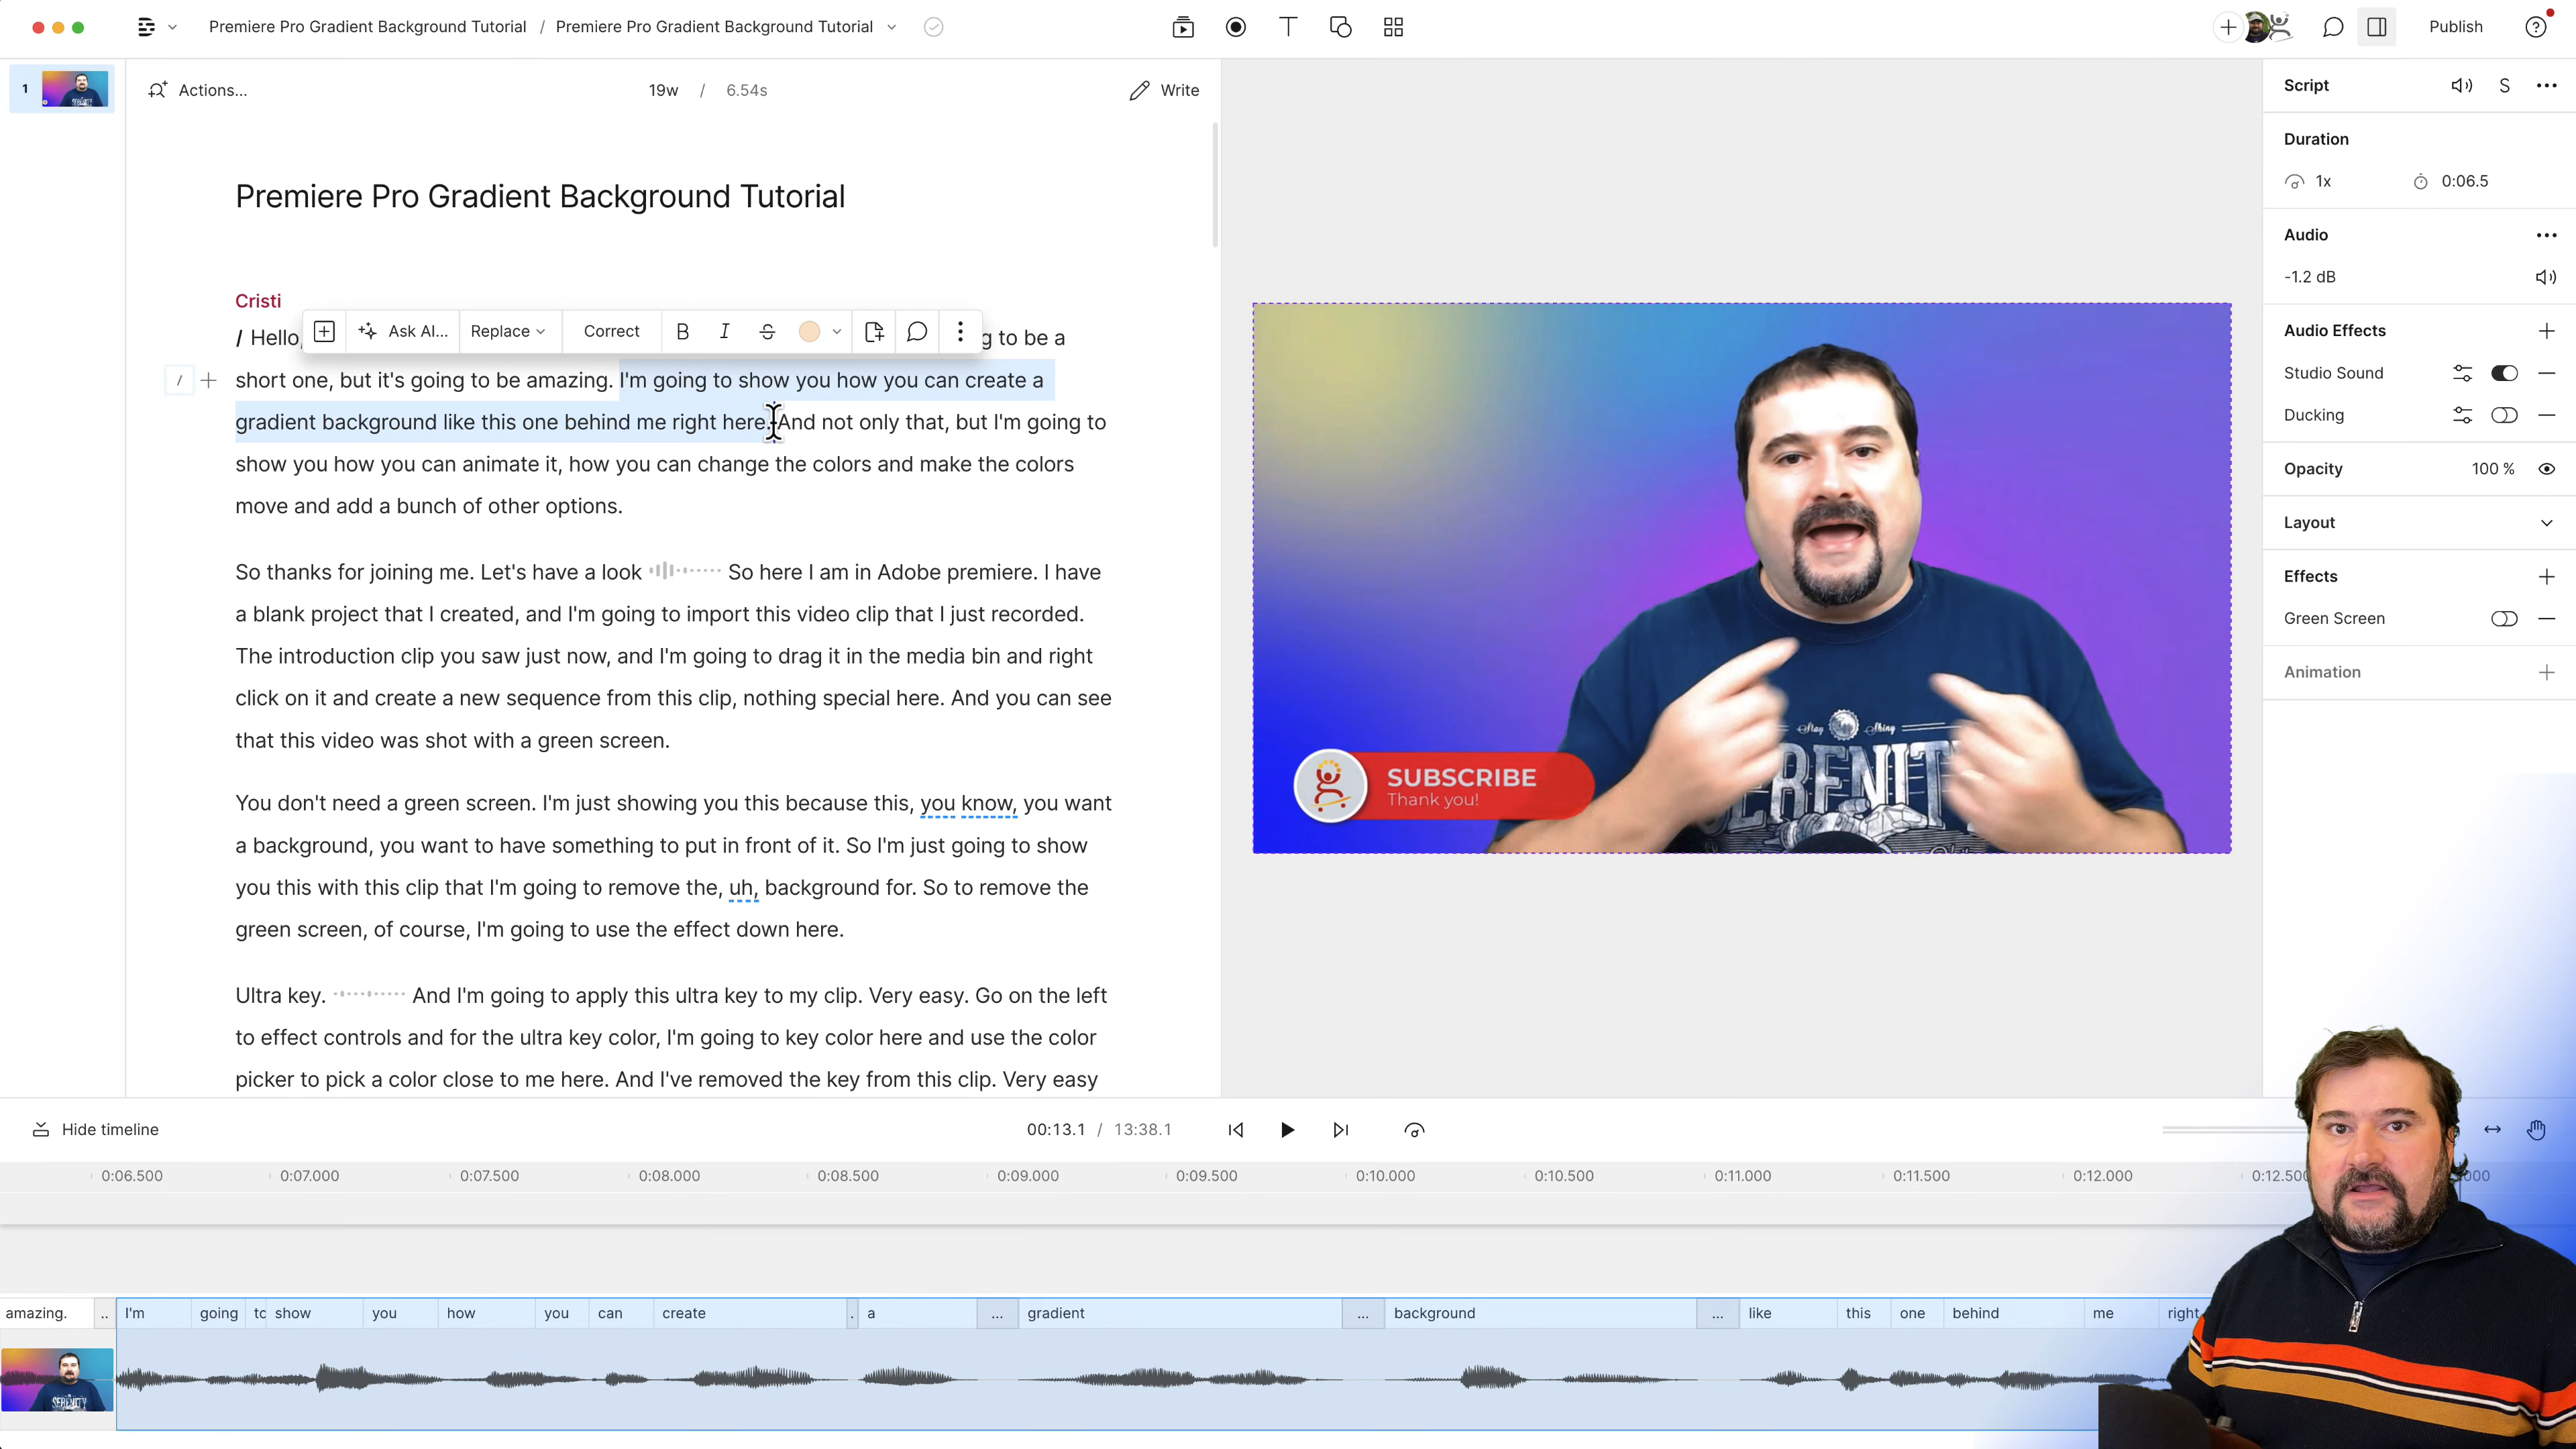 Premiere Pro Gradient Background Tutorial / Premiere Pro Gradient Background Tutorial
T
Publish
1
Actions...
19w / 6.54s
Write
Premiere Pro Gradient Background Tutorial
Cristi
Ask AI...
Replace
Correct
B I S
/ Hello, g to be a
short one, but it's going to be amazing. I'm going to show you how you can create a
gradient background like this one behind me right here. And not only that, but I'm going to
show you how you can animate it, how you can change the colors and make the colors
move and add a bunch of other options.
So thanks for joining me. Let's have a look So here I am in Adobe premiere. I have
a blank project that I created, and I'm going to import this video clip that I just recorded.
The introduction clip you saw just now, and I'm going to drag it in the media bin and right
click on it and create a new sequence from this clip, nothing special here. And you can see
that this video was shot with a green screen.
You don't need a green screen. I'm just showing you this because this, you know, you want
a background, you want to have something to put in front of it. So I'm just going to show
you this with this clip that I'm going to remove the, uh, background for. So to remove the
green screen, of course, I'm going to use the effect down here.
Ultra key. And I'm going to apply this ultra key to my clip. Very easy. Go on the left
to effect controls and for the ultra key color, I'm going to key color here and use the color
picker to pick a color close to me here. And I've removed the key from this clip. Very easy
Stay Shiny
SERENITY
SUBSCRIBE
Thank you!
Script
S
Duration
1x
0:06.5
Audio
-1.2 dB
Audio Effects
Studio Sound
Ducking
Opacity
100 %
Layout
Effects
Green Screen
Animation
Hide timeline
00:13.1 / 13:38.1
0:06.500 0:07.000 0:07.500 0:08.000 0:08.500 0:09.000 0:09.500 0:10.000 0:10.500 0:11.000 0:11.500 0:12.000 0:12.500
amazing. .. I'm going to show you how you can create . a ... gradient ... background ... like this one behind me right
SERENITY